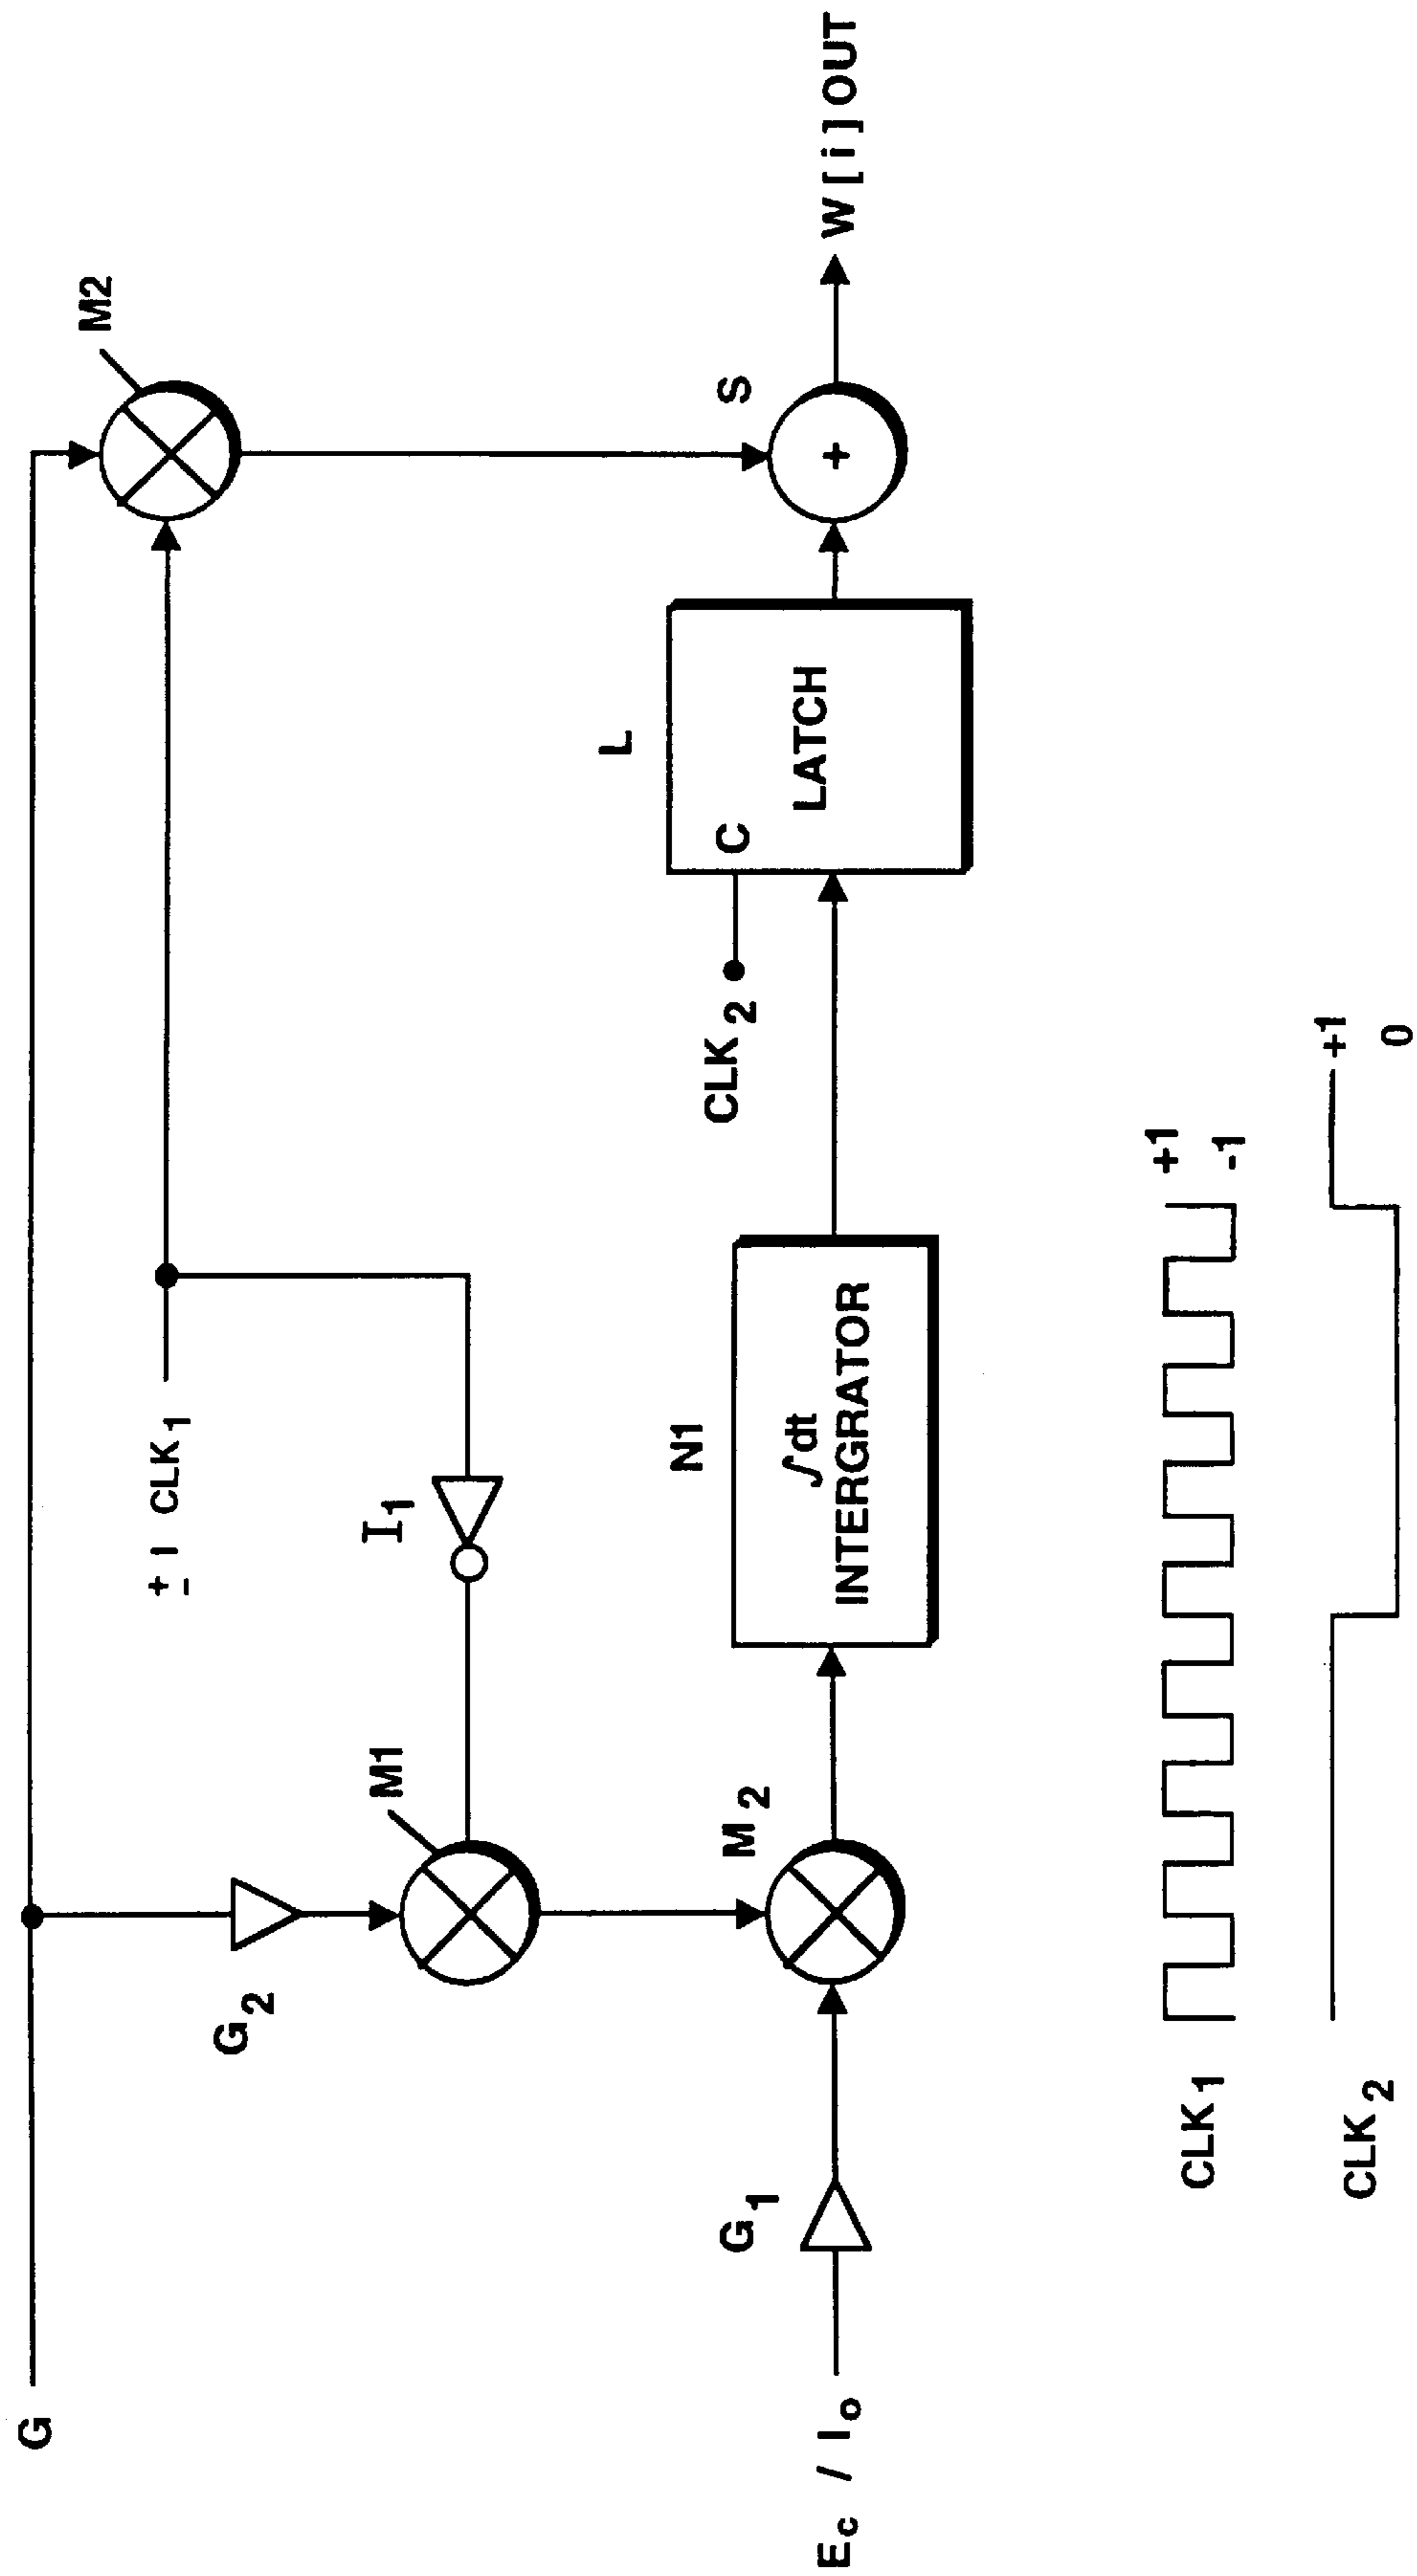 G
M2
± 1 CLK1
I1
G2
M1
S
W [ i ] OUT
L
C
LATCH
CLK2
N1
∫dt
INTERGRATOR
M2
G1
Ec / Io
CLK1
+1
-1
CLK2
+1
0